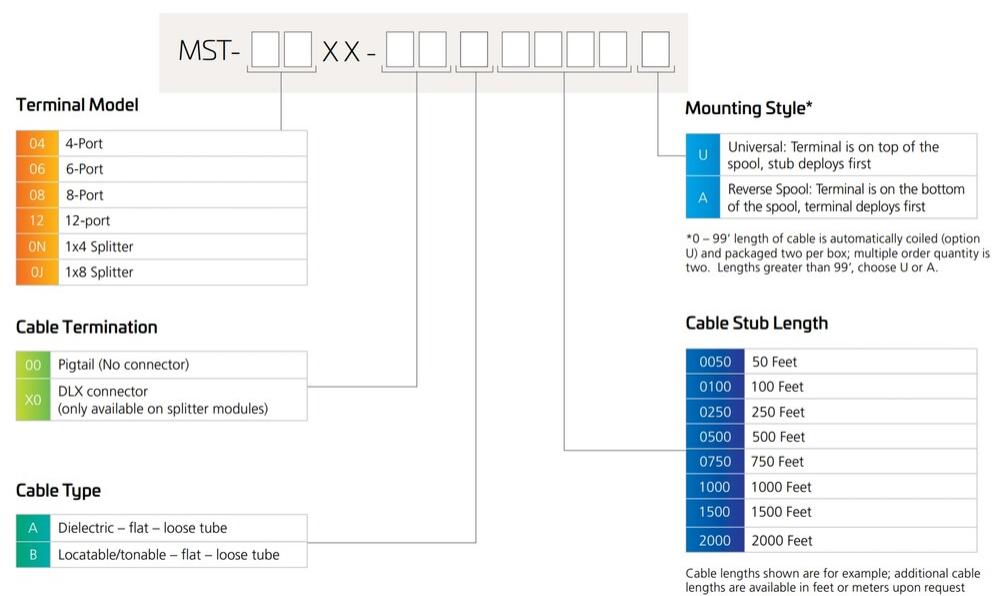 MST- XX -
Terminal Model
04 4-Port
06 6-Port
08 8-Port
12 12-port
0N 1x4 Splitter
0J 1x8 Splitter
Cable Termination
00 Pigtail (No connector)
X0 DLX connector
(only available on splitter modules)
Cable Type
A Dielectric – flat – loose tube
B Locatable/tonable – flat – loose tube
Mounting Style*
U Universal: Terminal is on top of the
spool, stub deploys first
A Reverse Spool: Terminal is on the bottom
of the spool, terminal deploys first
*0 – 99’ length of cable is automatically coiled (option
U) and packaged two per box; multiple order quantity is
two. Lengths greater than 99’, choose U or A.
Cable Stub Length
0050 50 Feet
0100 100 Feet
0250 250 Feet
0500 500 Feet
0750 750 Feet
1000 1000 Feet
1500 1500 Feet
2000 2000 Feet
Cable lengths shown are for example; additional cable
lengths are available in feet or meters upon request